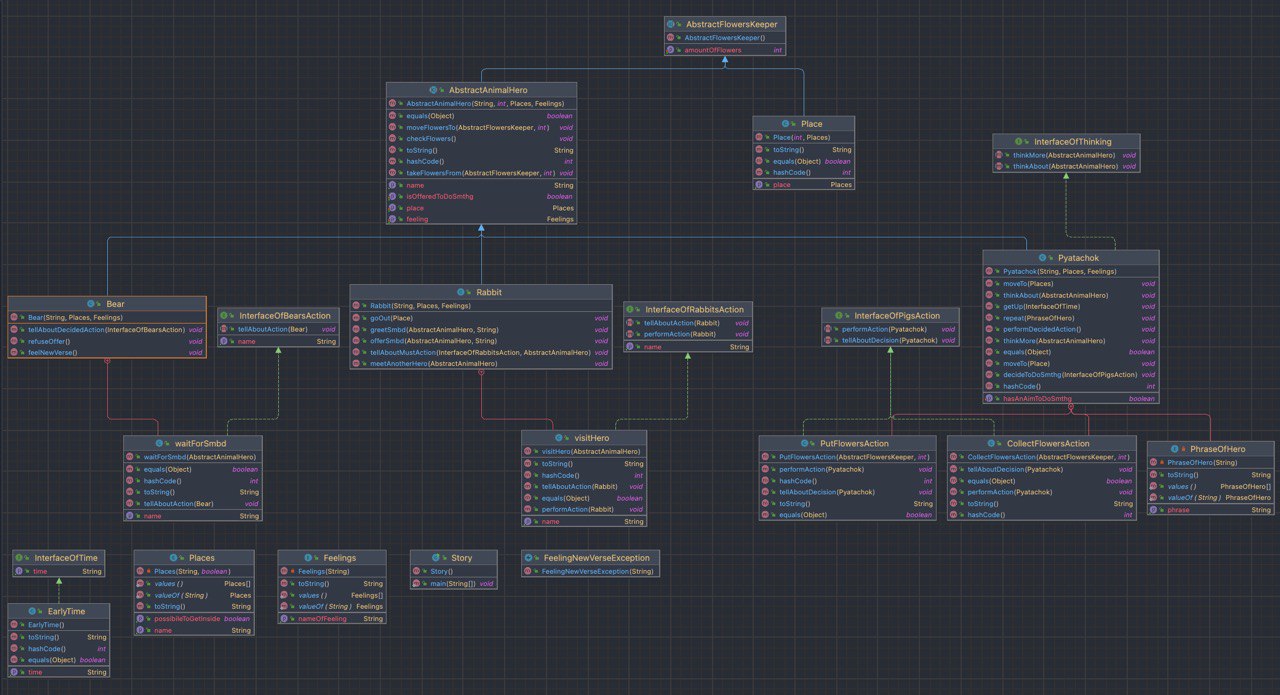 AbstractFlowersKeeper
AbstractFlowersKeeper()
amountOfFlowers int
AbstractAnimalHero
AbstractAnimalHero(String, int, Places, Feelings)
equals(Object) boolean
moveFlowersTo(AbstractFlowersKeeper, int) void
checkFlowers() void
toString() String
hashCode() int
takeFlowersFrom(AbstractFlowersKeeper, int) void
name String
isOfferedToDoSmthg boolean
place Places
feeling Feelings
Place
Place(int, Places)
toString() String
equals(Object) boolean
hashCode() int
place Places
InterfaceOfThinking
thinkMore(AbstractAnimalHero) void
thinkAbout(AbstractAnimalHero) void
Bear
Bear(String, Places, Feelings)
tellAboutDecidedAction(InterfaceOfBearsAction) void
refuseOffer() void
feelNewVerse() void
InterfaceOfBearsAction
tellAboutAction(Bear) void
name String
Rabbit
Rabbit(String, Places, Feelings)
goOut(Place) void
greetSmbd(AbstractAnimalHero, String) void
offerSmbd(AbstractAnimalHero, String) void
tellAboutMustAction(InterfaceOfRabbitsAction, AbstractAnimalHero) void
meetAnotherHero(AbstractAnimalHero) void
InterfaceOfRabbitsAction
tellAboutAction(Rabbit) void
performAction(Rabbit) void
name String
InterfaceOfPigsAction
performAction(Pyatachok) void
tellAboutDecision(Pyatachok) void
Pyatachok
Pyatachok(String, Places, Feelings)
moveTo(Places) void
thinkAbout(AbstractAnimalHero) void
getUp(InterfaceOfTime) void
repeat(PhraseOfHero) void
performDecidedAction() void
thinkMore(AbstractAnimalHero) void
equals(Object) boolean
moveTo(Place) void
decideToDoSmthg(InterfaceOfPigsAction) void
hashCode() int
hasAnAimToDoSmthg boolean
waitForSmbd
waitForSmbd(AbstractAnimalHero)
equals(Object) boolean
hashCode() int
toString() String
tellAboutAction(Bear) void
name String
visitHero
visitHero(AbstractAnimalHero)
toString() String
hashCode() int
tellAboutAction(Rabbit) void
equals(Object) boolean
performAction(Rabbit) void
name String
PutFlowersAction
PutFlowersAction(AbstractFlowersKeeper, int)
performAction(Pyatachok) void
hashCode() int
tellAboutDecision(Pyatachok) void
toString() String
equals(Object) boolean
CollectFlowersAction
CollectFlowersAction(AbstractFlowersKeeper, int)
tellAboutDecision(Pyatachok) void
equals(Object) boolean
performAction(Pyatachok) void
toString() String
hashCode() int
PhraseOfHero
PhraseOfHero(String)
toString() String
values () PhraseOfHero[]
valueOf (String) PhraseOfHero
phrase String
InterfaceOfTime
time String
EarlyTime
EarlyTime()
toString() String
hashCode() int
equals(Object) boolean
time String
Places
Places(String, boolean)
values () Places[]
valueOf (String) Places
toString() String
possibileToGetInside boolean
name String
Feelings
Feelings(String)
toString() String
values () Feelings[]
valueOf (String) Feelings
nameOfFeeling String
Story
Story()
main(String[]) void
FeelingNewVerseException
FeelingNewVerseException(String)